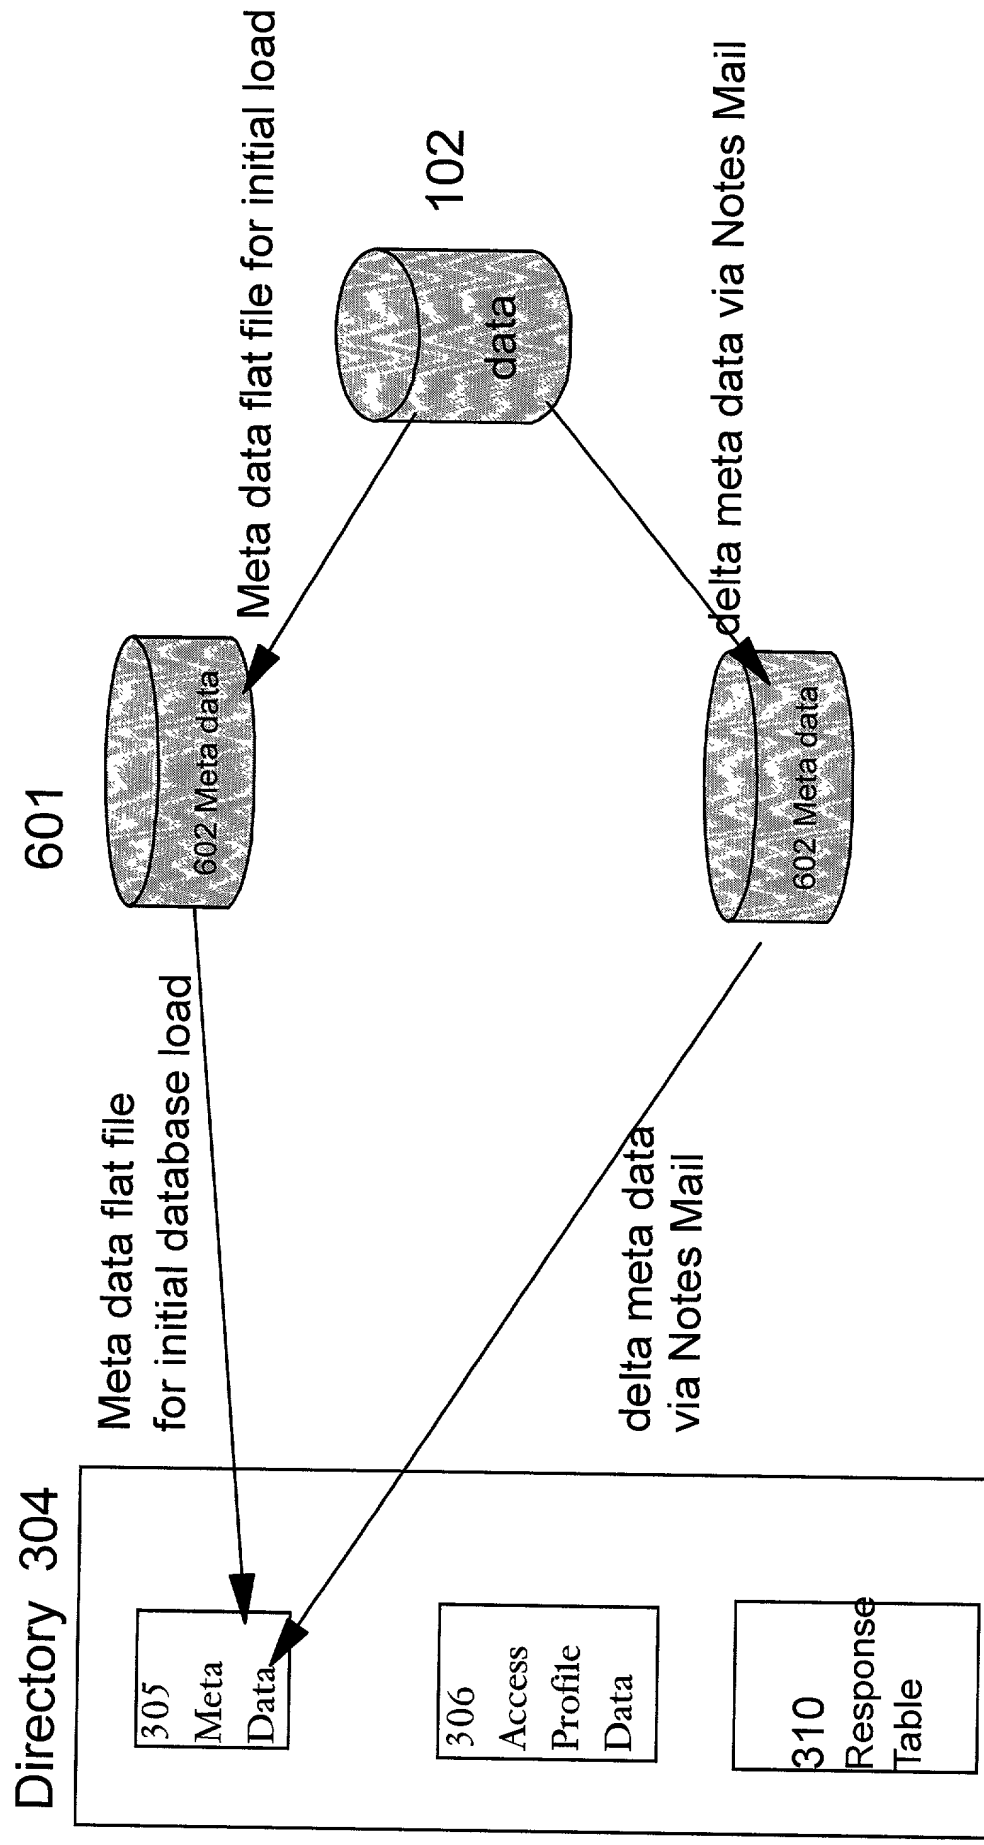 Directory 304
305
Meta
Data
306
Access
Profile
Data
310
Response
Table
Meta data flat file
for initial database load
delta meta data
via Notes Mail
601
602 Meta data
602 Meta data
Meta data flat file for initial load
data
102
delta meta data via Notes Mail